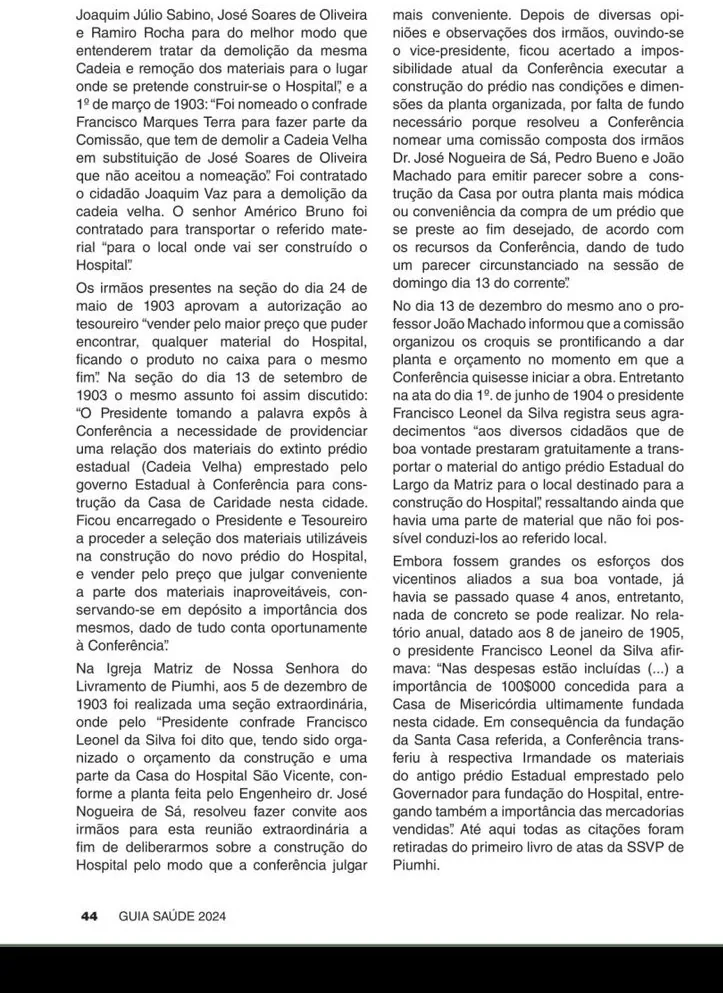 Joaquim Júlio Sabino, José Soares de Oliveira
e Ramiro Rocha para do melhor modo que
entenderem tratar da demolição da mesma
Cadeia e remoção dos materiais para o lugar
onde se pretende construir-se o Hospital”, e a
1º de março de 1903: “Foi nomeado o confrade
Francisco Marques Terra para fazer parte da
Comissão, que tem de demolir a Cadeia Velha
em substituição de José Soares de Oliveira
que não aceitou a nomeação”. Foi contratado
o cidadão Joaquim Vaz para a demolição da
cadeia velha. O senhor Américo Bruno foi
contratado para transportar o referido mate-
rial “para o local onde vai ser construído o
Hospital”.
Os irmãos presentes na seção do dia 24 de
maio de 1903 aprovam a autorização ao
tesoureiro “vender pelo maior preço que puder
encontrar, qualquer material do Hospital,
ficando o produto no caixa para o mesmo
fim”. Na seção do dia 13 de setembro de
1903 o mesmo assunto foi assim discutido:
“O Presidente tomando a palavra expôs à
Conferência a necessidade de providenciar
uma relação dos materiais do extinto prédio
estadual (Cadeia Velha) emprestado pelo
governo Estadual à Conferência para cons-
trução da Casa de Caridade nesta cidade.
Ficou encarregado o Presidente e Tesoureiro
a proceder a seleção dos materiais utilizáveis
na construção do novo prédio do Hospital,
e vender pelo preço que julgar conveniente
a parte dos materiais inaproveitáveis, con-
servando-se em depósito a importância dos
mesmos, dado de tudo conta oportunamente
à Conferência”.
Na Igreja Matriz de Nossa Senhora do
Livramento de Piumhi, aos 5 de dezembro de
1903 foi realizada uma seção extraordinária,
onde pelo “Presidente confrade Francisco
Leonel da Silva foi dito que, tendo sido orga-
nizado o orçamento da construção e uma
parte da Casa do Hospital São Vicente, con-
forme a planta feita pelo Engenheiro dr. José
Nogueira de Sá, resolveu fazer convite aos
irmãos para esta reunião extraordinária a
fim de deliberarmos sobre a construção do
Hospital pelo modo que a conferência julgar
mais conveniente. Depois de diversas opi-
niões e observações dos irmãos, ouvindo-se
o vice-presidente, ficou acertado a impos-
sibilidade atual da Conferência executar a
construção do prédio nas condições e dimen-
sões da planta organizada, por falta de fundo
necessário porque resolveu a Conferência
nomear uma comissão composta dos irmãos
Dr. José Nogueira de Sá, Pedro Bueno e João
Machado para emitir parecer sobre a cons-
trução da Casa por outra planta mais módica
ou conveniência da compra de um prédio que
se preste ao fim desejado, de acordo com
os recursos da Conferência, dando de tudo
um parecer circunstanciado na sessão de
domingo dia 13 do corrente”.
No dia 13 de dezembro do mesmo ano o pro-
fessor João Machado informou que a comissão
organizou os croquis se prontificando a dar
planta e orçamento no momento em que a
Conferência quisesse iniciar a obra. Entretanto
na ata do dia 1º. de junho de 1904 o presidente
Francisco Leonel da Silva registra seus agra-
decimentos “aos diversos cidadãos que de
boa vontade prestaram gratuitamente a trans-
portar o material do antigo prédio Estadual do
Largo da Matriz para o local destinado para a
construção do Hospital”, ressaltando ainda que
havia uma parte de material que não foi pos-
sível conduzi-los ao referido local.
Embora fossem grandes os esforços dos
vicentinos aliados a sua boa vontade, já
havia se passado quase 4 anos, entretanto,
nada de concreto se pode realizar. No rela-
tório anual, datado aos 8 de janeiro de 1905,
o presidente Francisco Leonel da Silva afir-
mava: “Nas despesas estão incluídas (...) a
importância de 100$000 concedida para a
Casa de Misericórdia ultimamente fundada
nesta cidade. Em consequência da fundação
da Santa Casa referida, a Conferência trans-
feriu à respectiva Irmandade os materiais
do antigo prédio Estadual emprestado pelo
Governador para fundação do Hospital, entre-
gando também a importância das mercadorias
vendidas”. Até aqui todas as citações foram
retiradas do primeiro livro de atas da SSVP de
Piumhi.
44 GUIA SAÚDE 2024